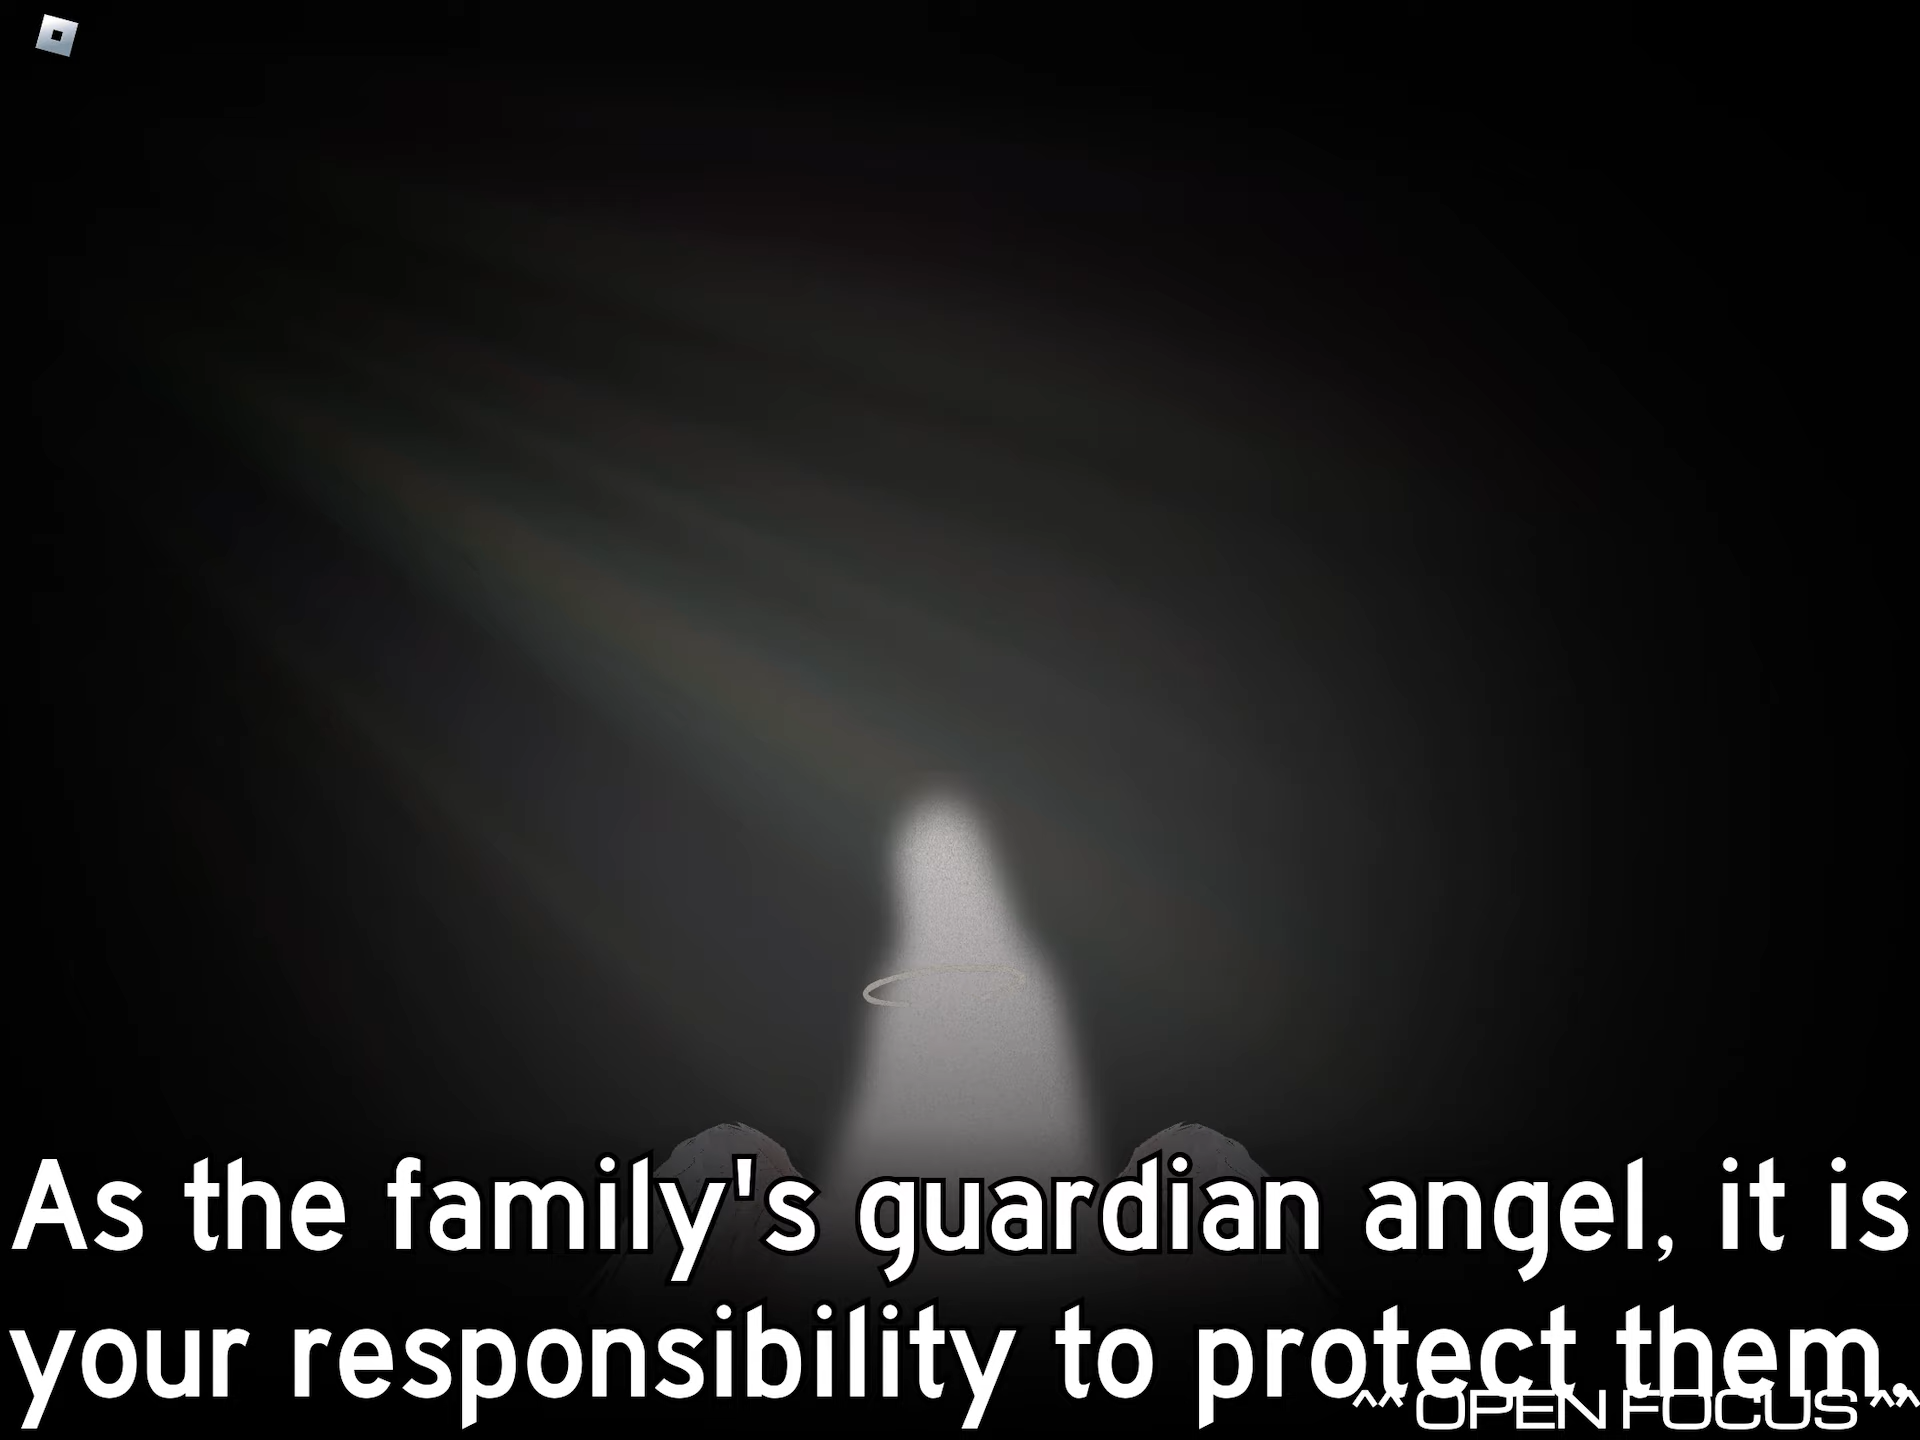 As the family's guardian angel, it is
your responsibility to protect them.
^^ OPEN FOCUS ^^